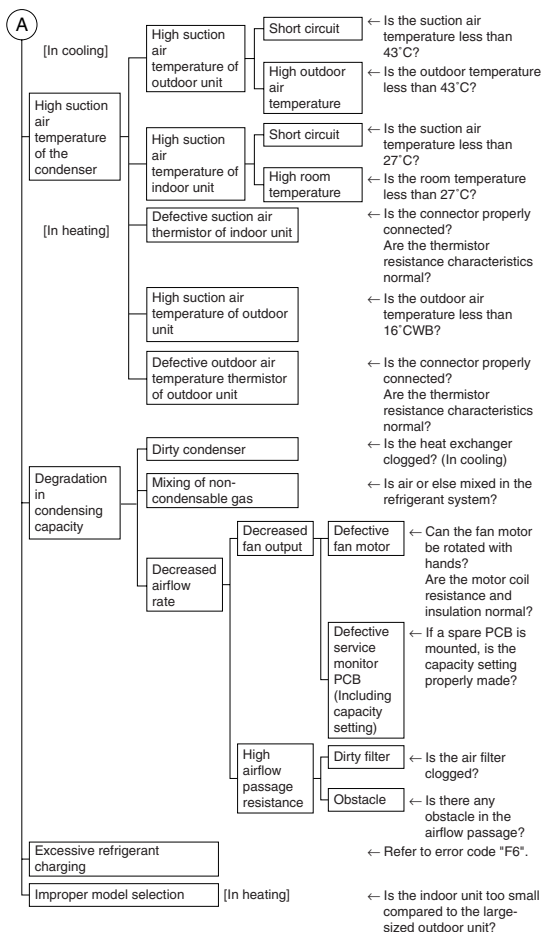 A
[In cooling]
High suction
air
temperature
of the
condenser
High suction
air
temperature of
outdoor unit
Short circuit
← Is the suction air
temperature less than
43˚C?
High outdoor
air
temperature
← Is the outdoor temperature
less than 43˚C?
High suction
air
temperature of
indoor unit
Short circuit
← Is the suction air
temperature less than
27˚C?
High room
temperature
← Is the room temperature
less than 27˚C?
[In heating]
Defective suction air
thermistor of indoor unit
← Is the connector properly
connected?
Are the thermistor
resistance characteristics
normal?
High suction air
temperature of outdoor
unit
← Is the outdoor air
temperature less than
16˚CWB?
Defective outdoor air
temperature thermistor
of outdoor unit
← Is the connector properly
connected?
Are the thermistor
resistance characteristics
normal?
Degradation
in
condensing
capacity
Dirty condenser
← Is the heat exchanger
clogged? (In cooling)
Mixing of non-
condensable gas
← Is air or else mixed in the
refrigerant system?
Decreased
airflow
rate
Decreased
fan output
Defective
fan motor
← Can the fan motor
be rotated with
hands?
Are the motor coil
resistance and
insulation normal?
Defective
service
monitor
PCB
(Including
capacity
setting)
← If a spare PCB is
mounted, is the
capacity setting
properly made?
High
airflow
passage
resistance
Dirty filter
← Is the air filter
clogged?
Obstacle
← Is there any
obstacle in the
airflow passage?
Excessive refrigerant
charging
← Refer to error code "F6".
Improper model selection
[In heating]
← Is the indoor unit too small
compared to the large-
sized outdoor unit?